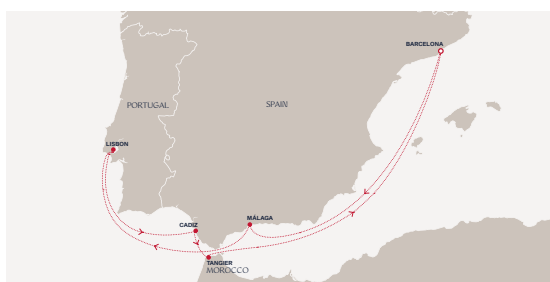 BARCELONA
PORTUGAL
SPAIN
LISBON
MÁLAGA
CADIZ
TANGIER
MOROCCO